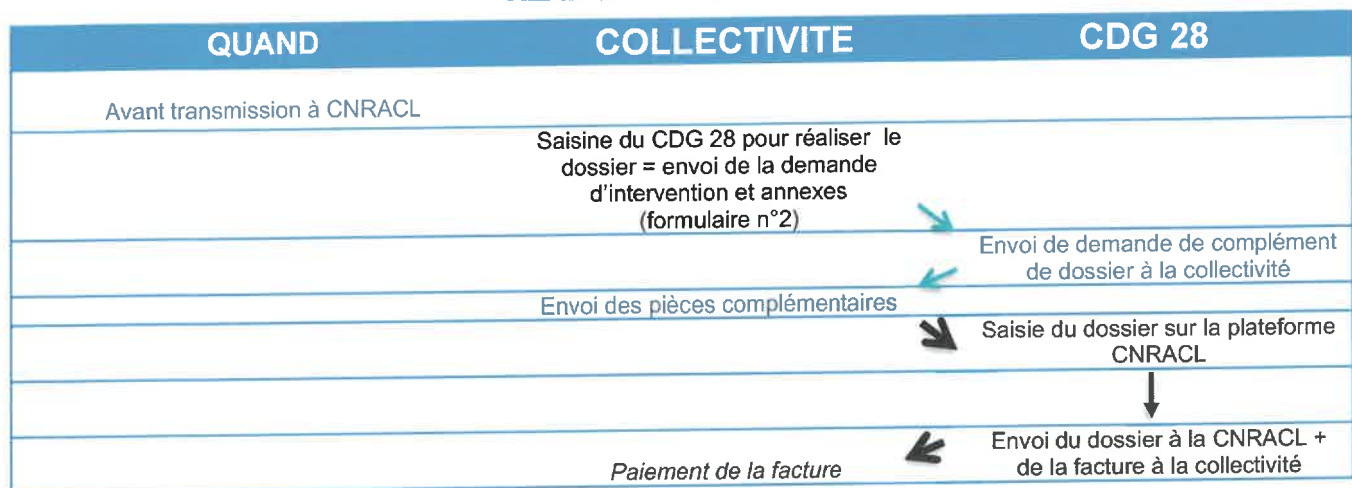 QUAND COLLECTIVITE CDG 28
Avant transmission à CNRACL
Saisine du CDG 28 pour réaliser le
dossier = envoi de la demande
d'intervention et annexes
(formulaire n°2)
Envoi de demande de complément
de dossier à la collectivité
Envoi des pièces complémentaires
Saisie du dossier sur la plateforme
CNRACL
Envoi du dossier à la CNRACL +
de la facture à la collectivité
Paiement de la facture